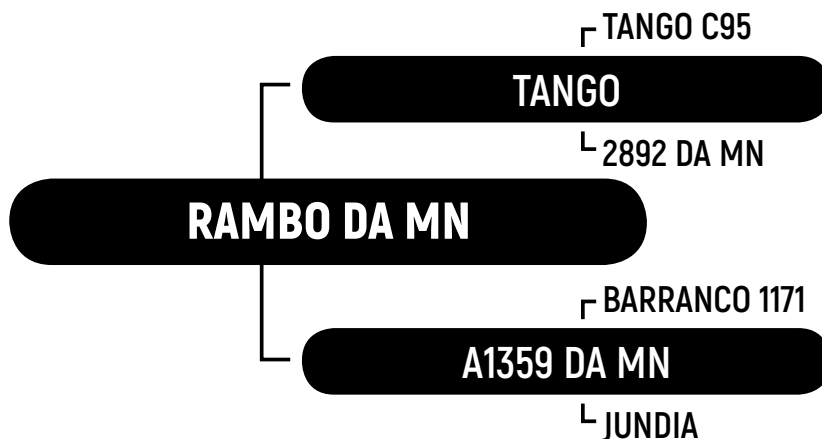 TANGO C95
TANGO
2892 DA MN
RAMBO DA MN
BARRANCO 1171
A1359 DA MN
JUNDIA